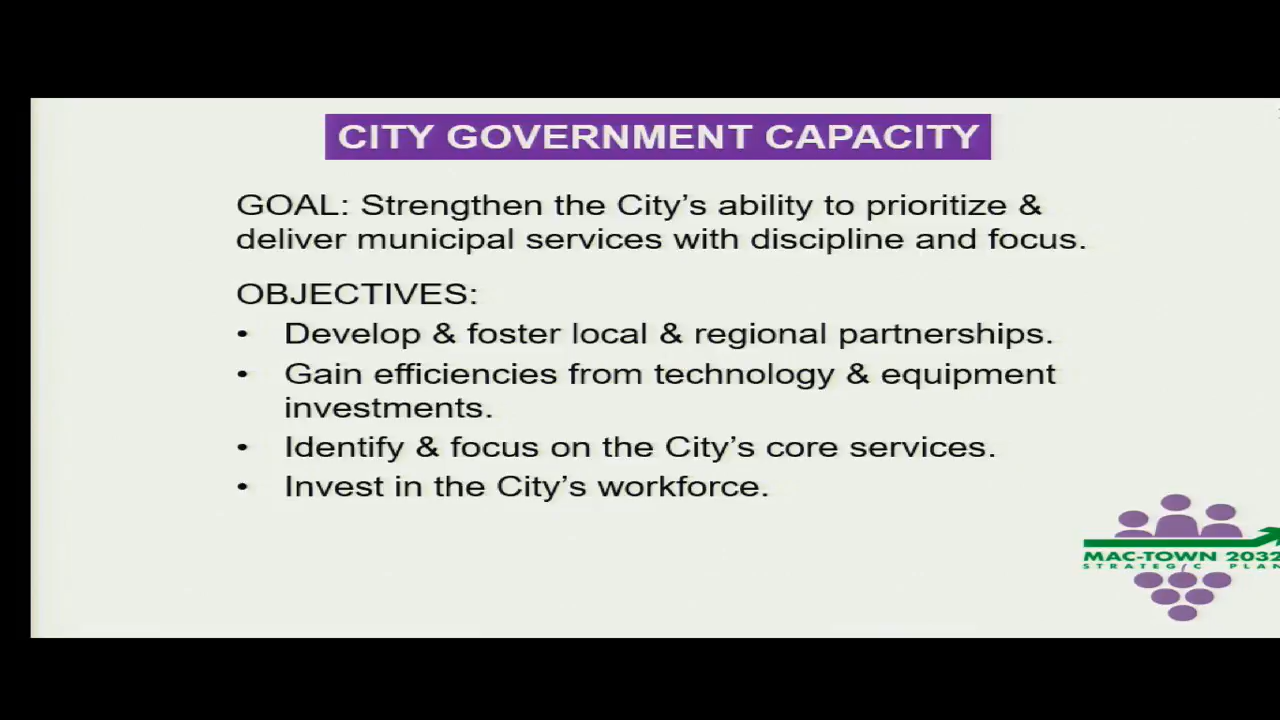 CITY GOVERNMENT CAPACITY
GOAL: Strengthen the City’s ability to prioritize &
deliver municipal services with discipline and focus.
OBJECTIVES:
• Develop & foster local & regional partnerships.
• Gain efficiencies from technology & equipment
investments.
• Identify & focus on the City’s core services.
• Invest in the City’s workforce.
MAC-TOWN 2032
STRATEGIC PLAN